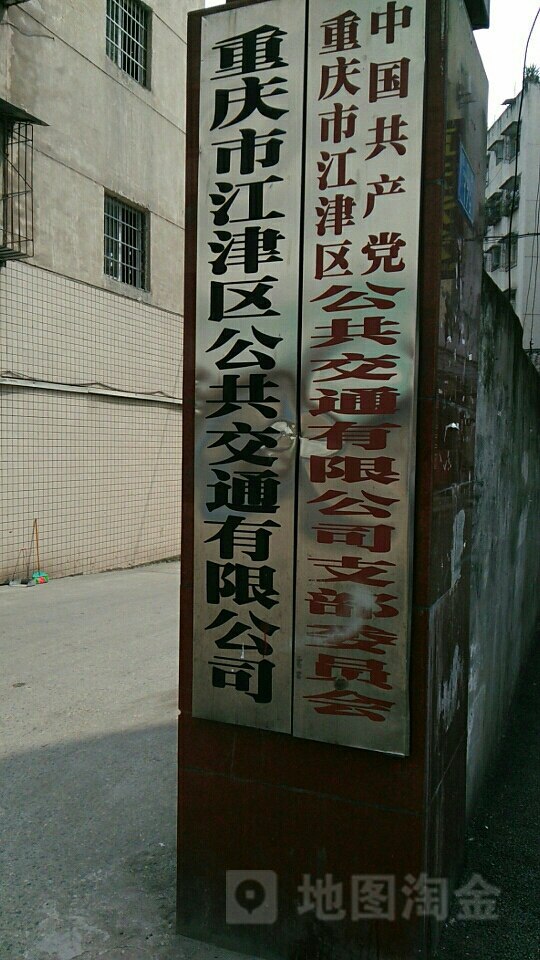 中国共产党
重庆市江津区公共交通有限公司支部委员会
重庆市江津区公共交通有限公司
地图淘金